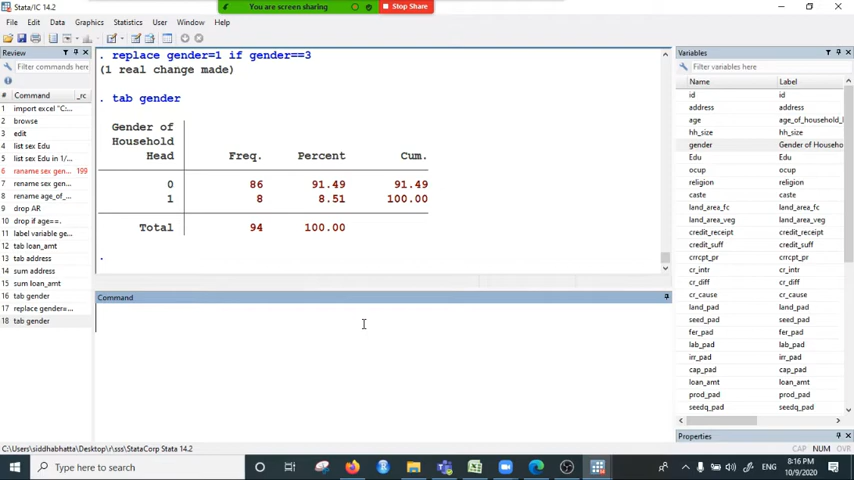 Stata/IC 14.2
You are screen sharing
Stop Share
File Edit Data Graphics Statistics User Window Help
Review
Filter commands here
# Command _rc
1 import excel "C:...
2 browse
3 edit
4 list sex Edu
5 list sex Edu in 1/...
6 raname sex gen... 199
7 rename sex gen...
8 rename age_of_...
9 drop AR
10 drop if age==.
11 label variable ge...
12 tab loan_amt
13 tab address
14 sum address
15 sum loan_amt
16 tab gender
17 replace gender=...
18 tab gender
. replace gender=1 if gender==3
(1 real change made)
. tab gender
Gender of
Household
Head Freq. Percent Cum.
0 86 91.49 91.49
1 8 8.51 100.00
Total 94 100.00
.
Command
Variables
Filter variables here
Name Label
id id
address address
age age_of_household_
hh_size hh_size
gender Gender of Househo
Edu Edu
ocup ocup
religion religion
caste caste
land_area_fc land_area_fc
land_area_veg land_area_veg
credit_receipt credit_receipt
credit_suff credit_suff
crrcpt_pr crrcpt_pr
cr_intr cr_intr
cr_diff cr_diff
cr_cause cr_cause
land_pad land_pad
seed_pad seed_pad
fer_pad fer_pad
lab_pad lab_pad
irr_pad irr_pad
cap_pad cap_pad
loan_amt loan_amt
prod_pad prod_pad
seedq_pad seedq_pad
Properties
C:\Users\siddhabhatta\Desktop\r\sss\StataCorp Stata 14.2
CAP NUM OVR
Type here to search
ENG
8:16 PM
10/9/2020